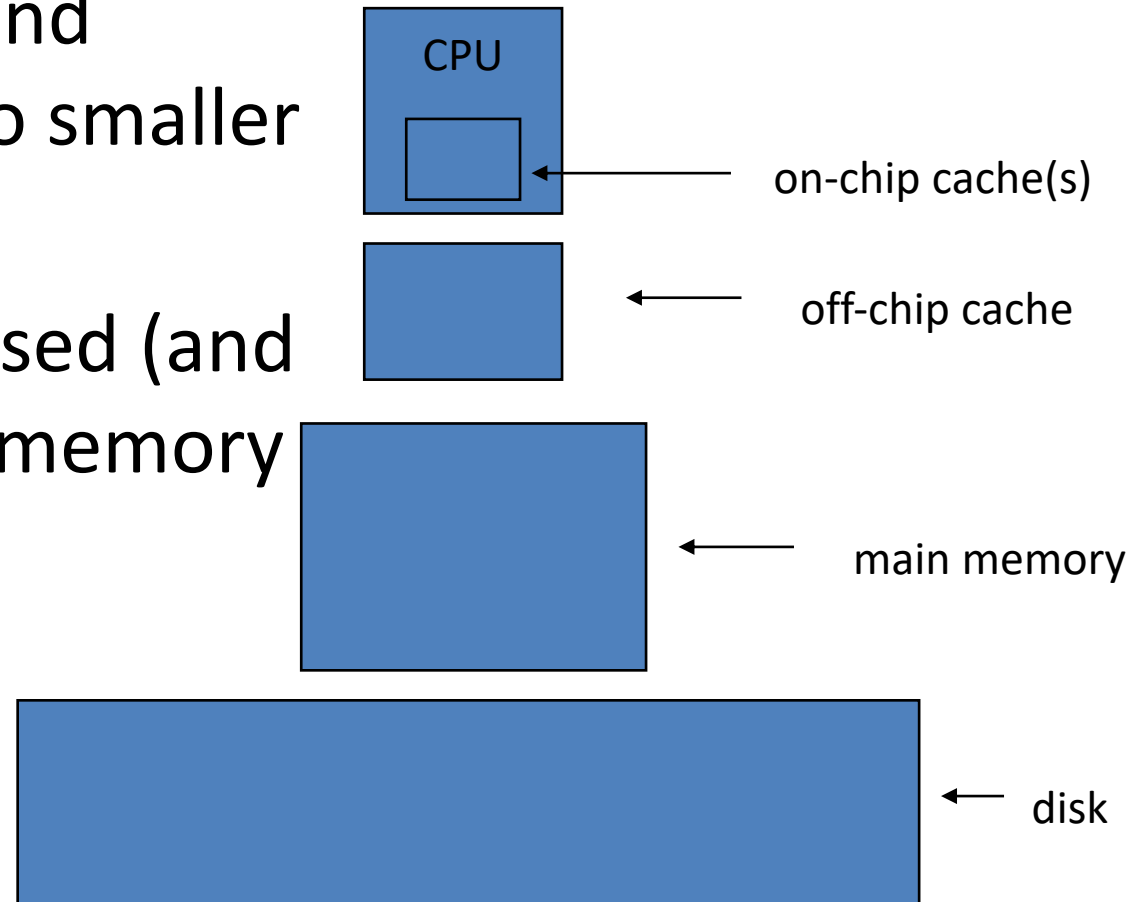 nd
o smaller
sed (and
memory
CPU
on-chip cache(s)
off-chip cache
main memory
disk